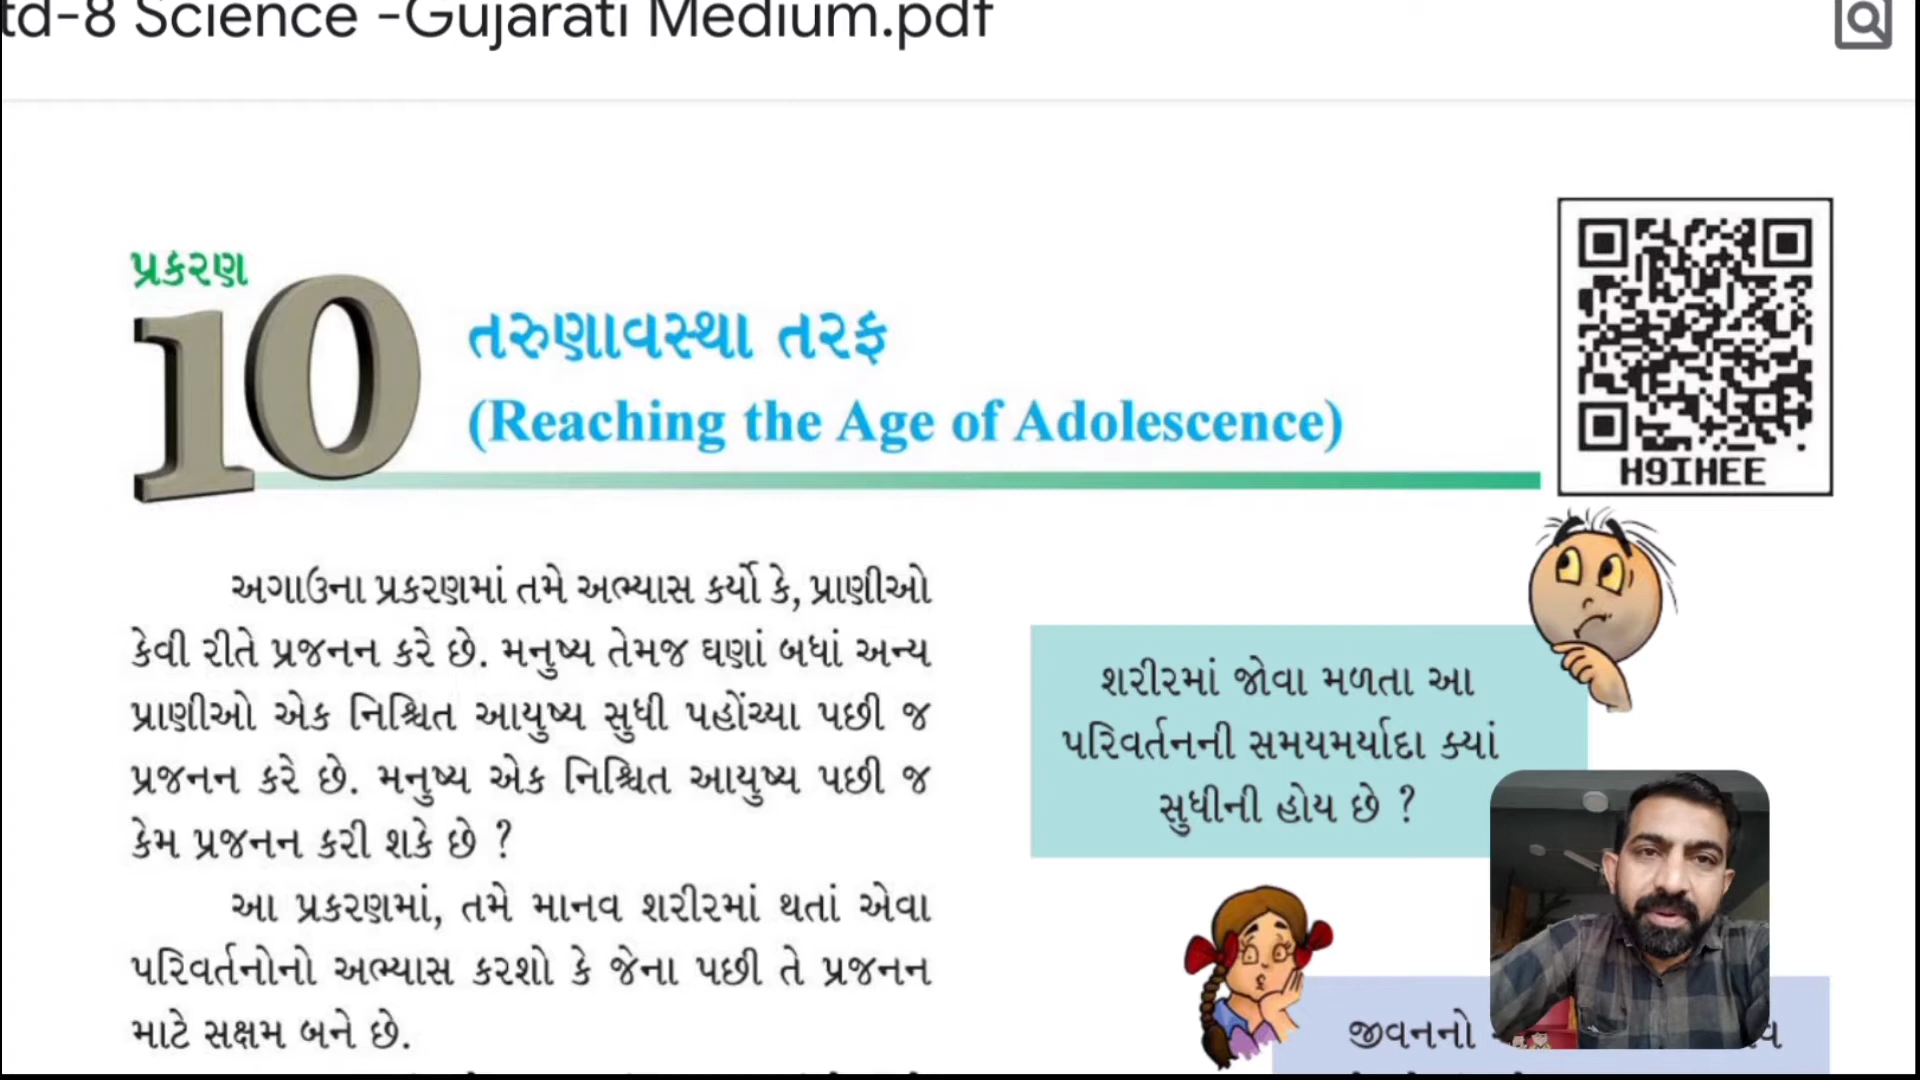 td-8 Science -Gujarati Medium.pdf
પ્રકરણ
10
તરુણાવસ્થા તરફ
(Reaching the Age of Adolescence)
H9IHEE
અગાઉના પ્રકરણમાં તમે અભ્યાસ કર્યો કે, પ્રાણીઓ
કેવી રીતે પ્રજનન કરે છે. મનુષ્ય તેમજ ઘણાં બધાં અન્ય
પ્રાણીઓ એક નિશ્ચિત આયુષ્ય સુધી પહોંચ્યા પછી જ
પ્રજનન કરે છે. મનુષ્ય એક નિશ્ચિત આયુષ્ય પછી જ
કેમ પ્રજનન કરી શકે છે ?
આ પ્રકરણમાં, તમે માનવ શરીરમાં થતાં એવા
પરિવર્તનોનો અભ્યાસ કરશો કે જેના પછી તે પ્રજનન
માટે સક્ષમ બને છે.
શરીરમાં જોવા મળતા આ
પરિવર્તનની સમયમર્યાદા ક્યાં
સુધીની હોય છે ?
જીવનનો